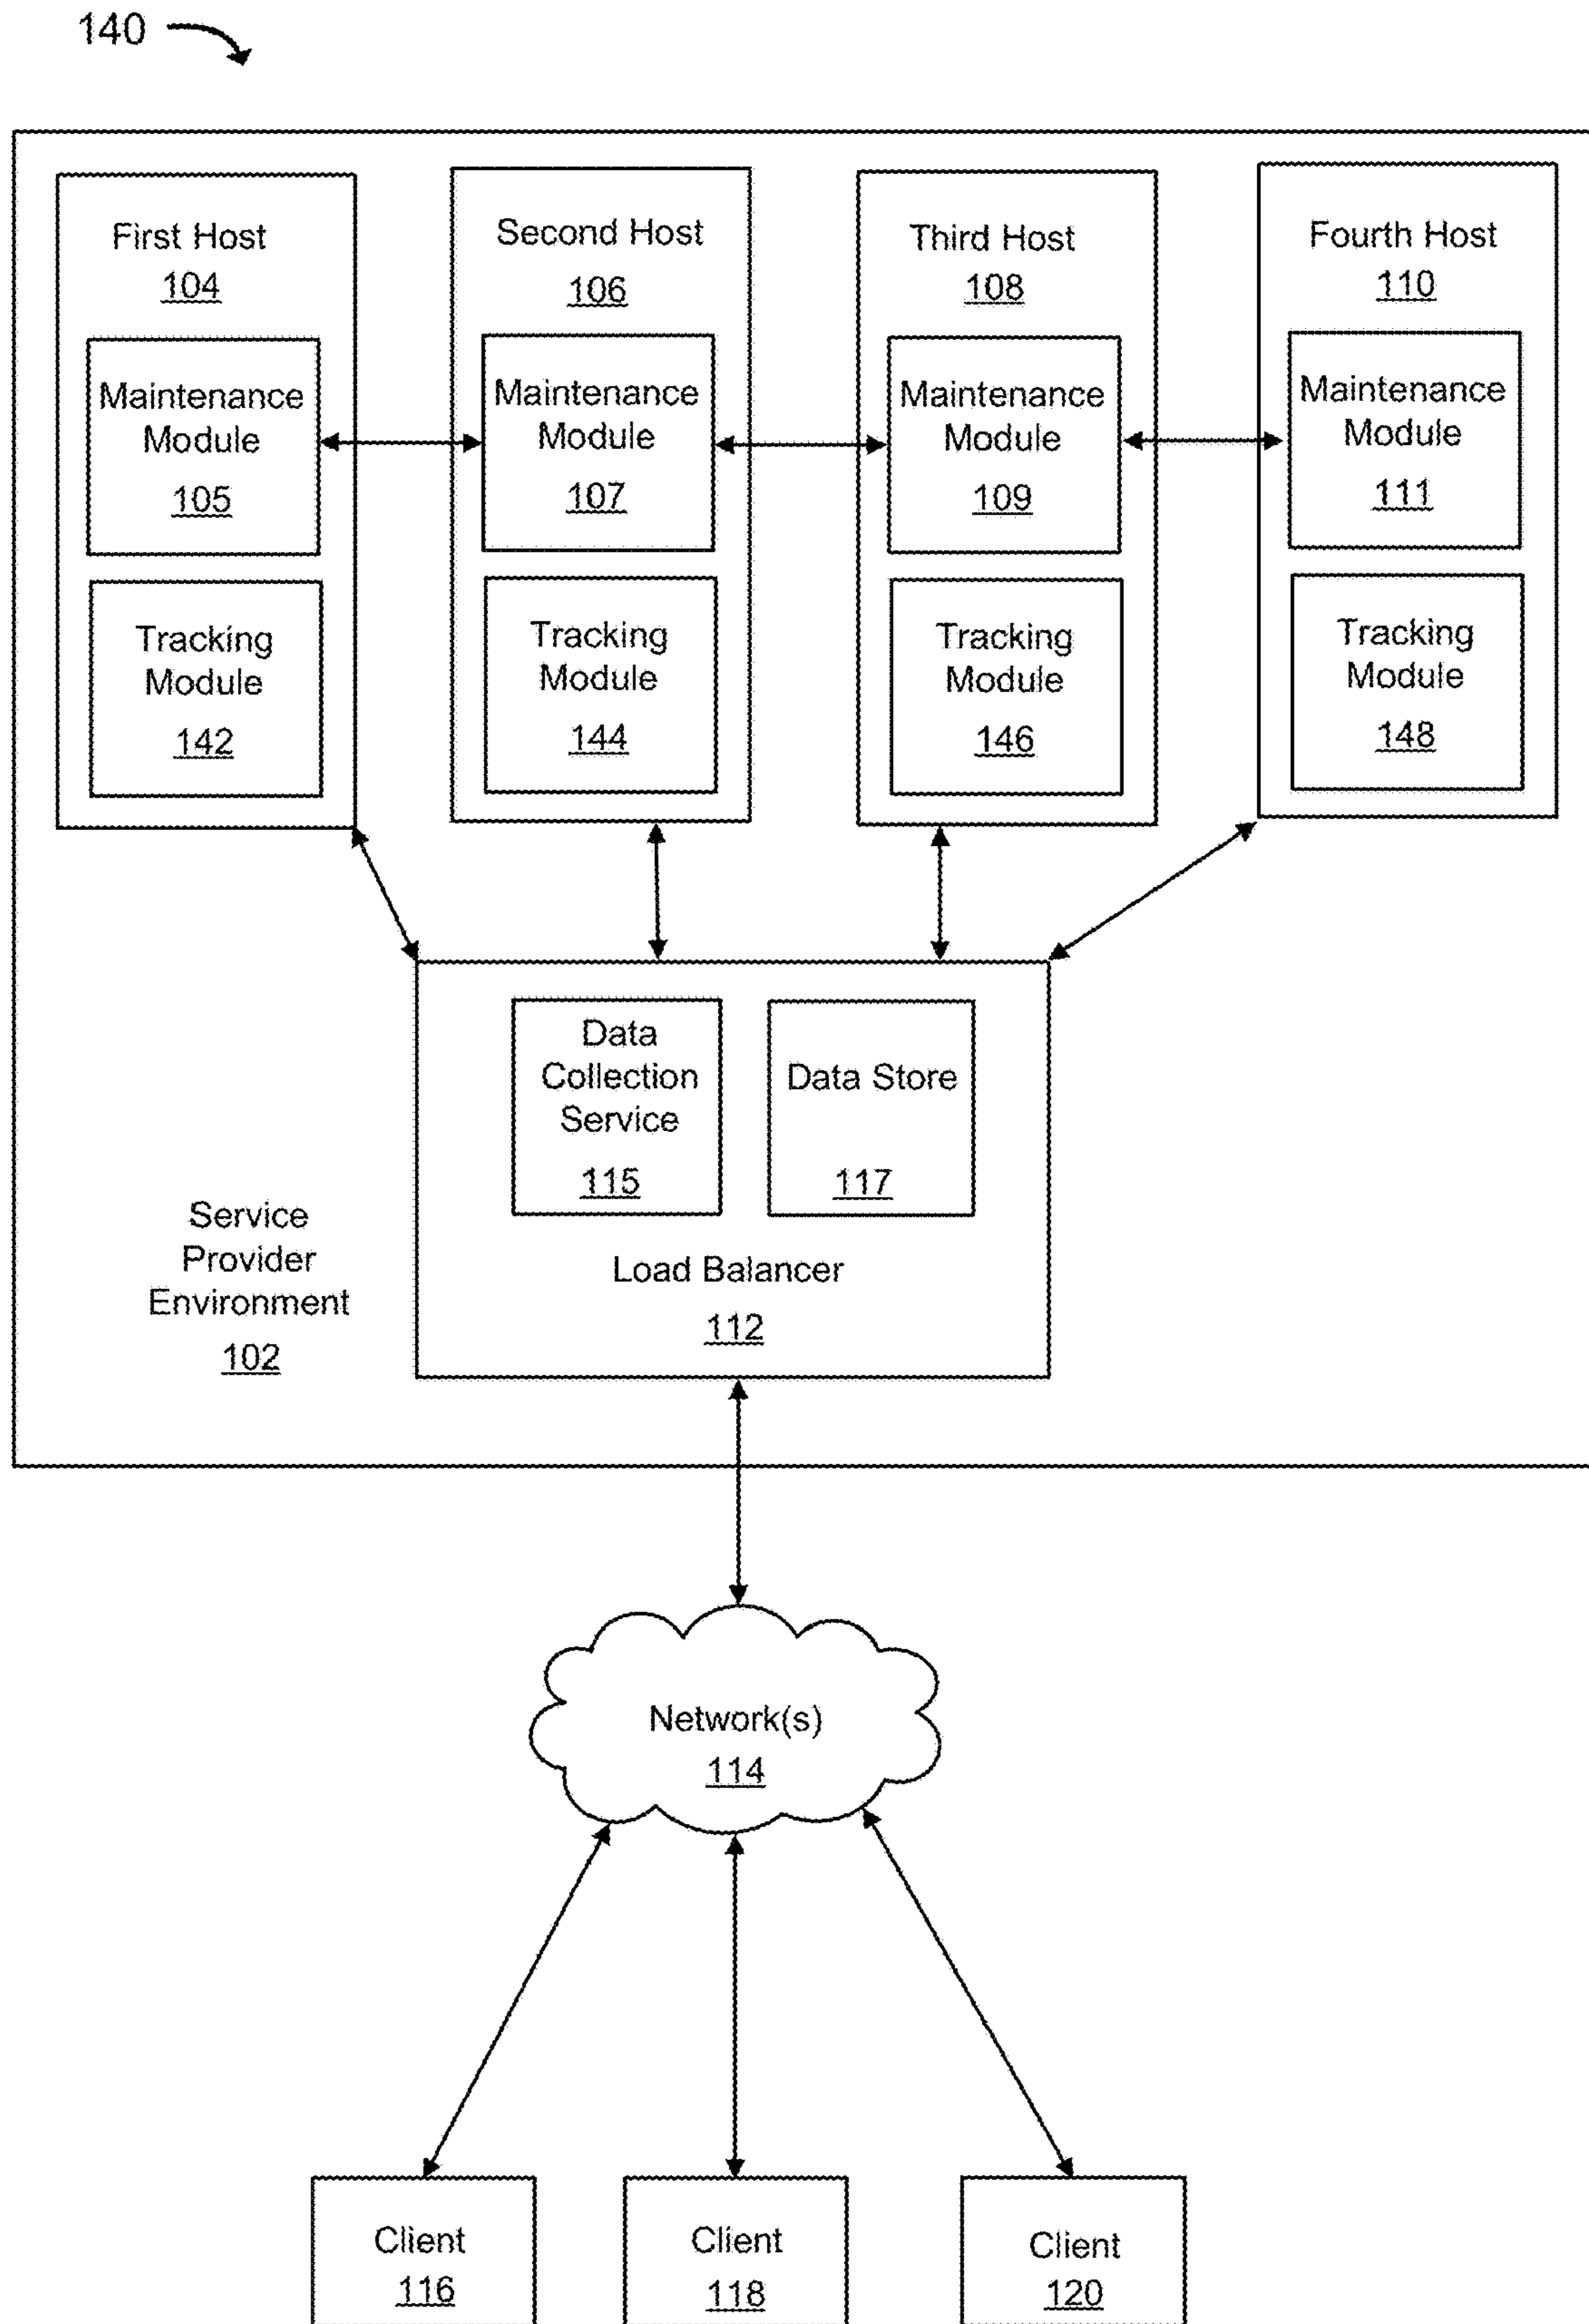 140
First Host
104
Maintenance
Module
105
Tracking
Module
142
Second Host
106
Maintenance
Module
107
Tracking
Module
144
Third Host
108
Maintenance
Module
109
Tracking
Module
146
Fourth Host
110
Maintenance
Module
111
Tracking
Module
148
Data
Collection
Service
115
Data Store
117
Load Balancer
112
Service
Provider
Environment
102
Network(s)
114
Client
116
Client
118
Client
120